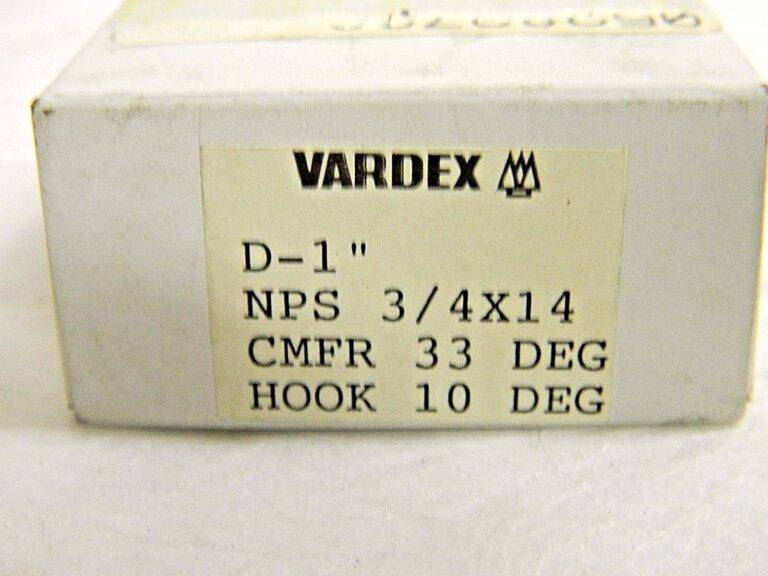 VARDEX
D-1"
NPS 3/4X14
CMFR 33 DEG
HOOK 10 DEG